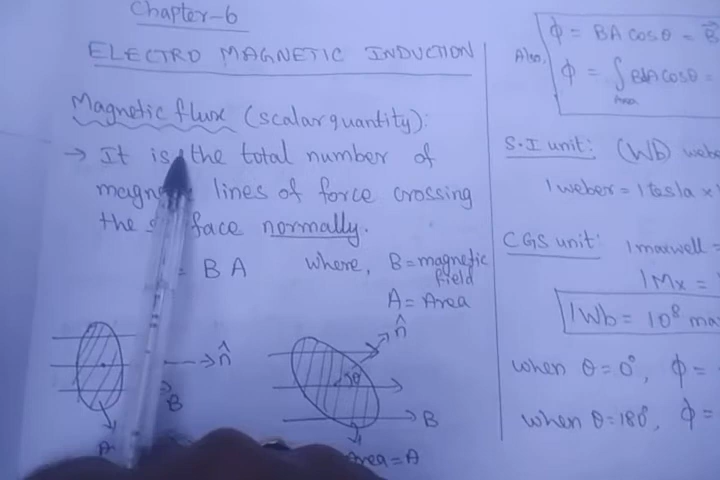 Chapter-6
ELECTRO MAGNETIC INDUCTION
Magnetic flux (scalar quantity):
→ It is the total number of
lines of force crossing
the face normally.
= B A where, B = magnetic field
A = Area
n̂
B
A
n̂
θ
B
Area = A
ϕ = BA cosθ =
Also,
ϕ = ∫ BdA cosθ =
Area
S.I unit: (Wb)
1 weber = 1 tesla ×
CGS unit: 1 maxwell =
1 Mx =
1 Wb = 10⁸
when θ = 0°, ϕ =
when θ = 180°, ϕ =